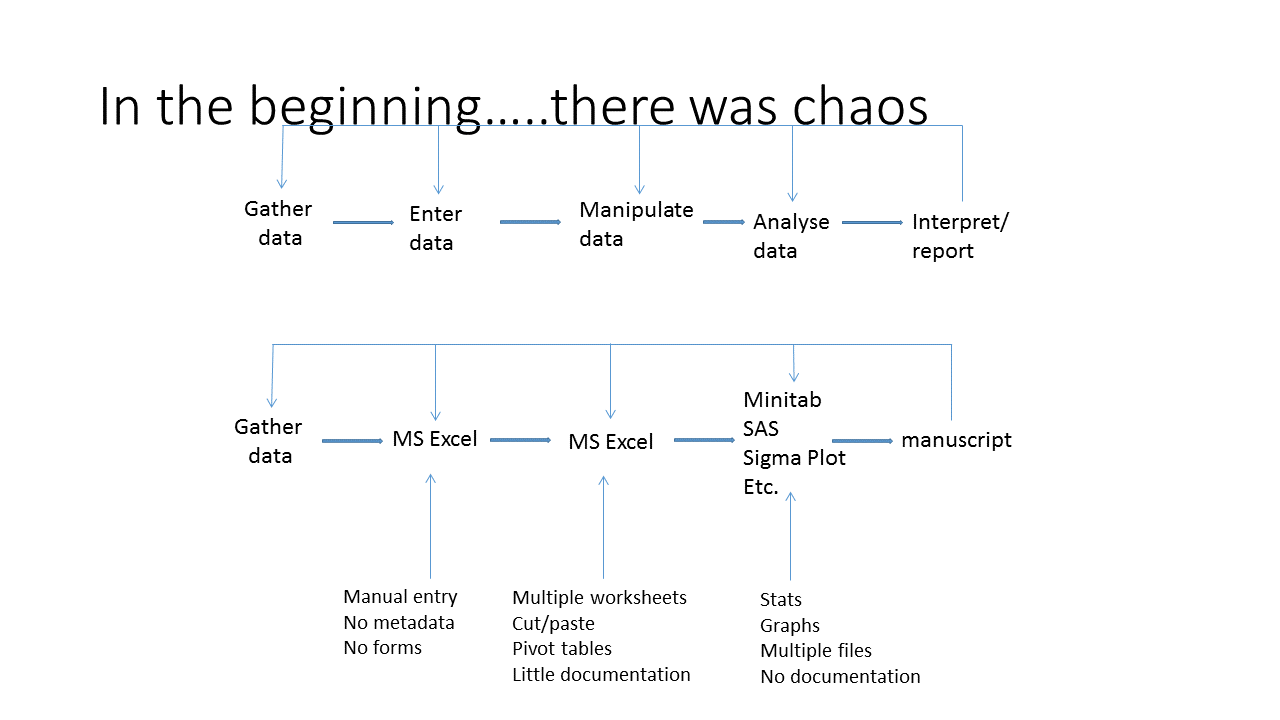 In the beginning.....there was chaos
Gather
data
Enter
data
Manipulate
data
Analyse
data
Interpret/
report
Gather
data
MS Excel
MS Excel
Minitab
SAS
Sigma Plot
Etc.
manuscript
Manual entry
No metadata
No forms
Multiple worksheets
Cut/paste
Pivot tables
Little documentation
Stats
Graphs
Multiple files
No documentation